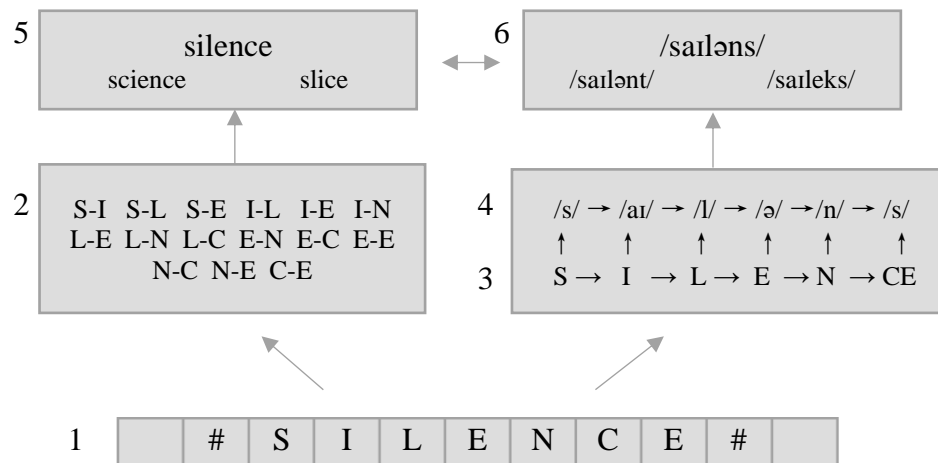 5 silence 6 /saɪləns/
science slice /saɪlənt/ /saɪleks/
2 S-I S-L S-E I-L I-E I-N 4 /s/ → /aɪ/ → /l/ → /ə/ → /n/ → /s/
L-E L-N L-C E-N E-C E-E
N-C N-E C-E 3 S → I → L → E → N → CE
1 # S I L E N C E #